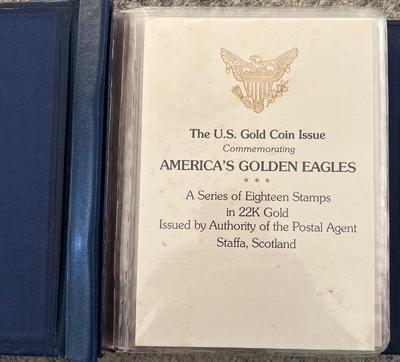 The U.S. Gold Coin Issue
Commemorating
AMERICA'S GOLDEN EAGLES
A Series of Eighteen Stamps
in 22K Gold
Issued by Authority of the Postal Agent
Staffa, Scotland